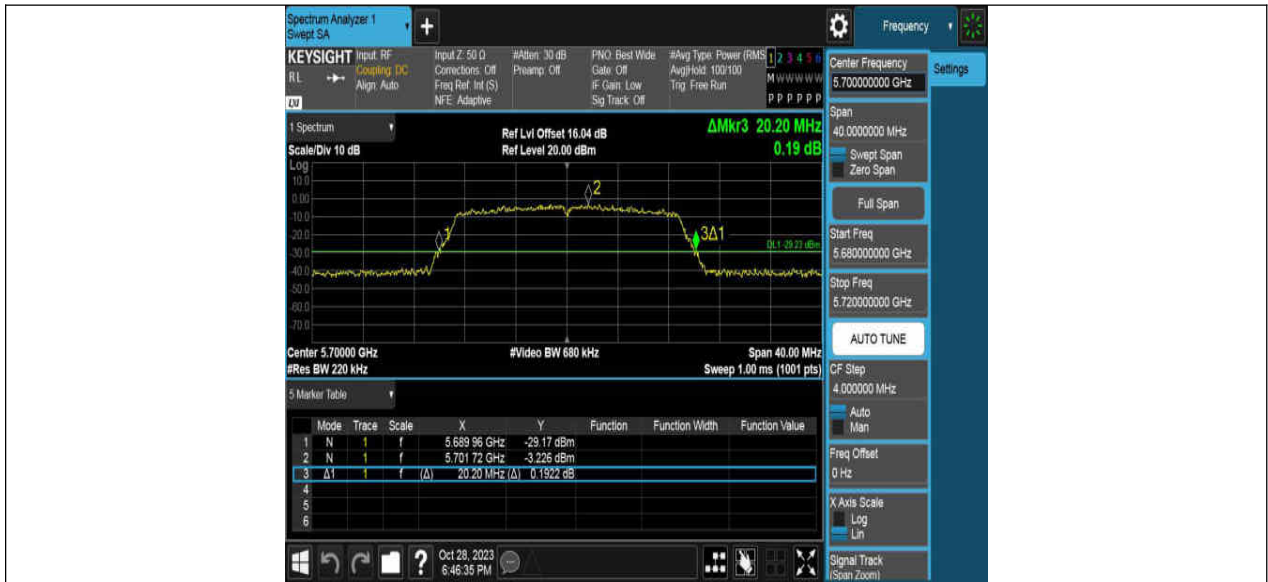 Spectrum Analyzer 1
Swept SA
+
Frequency
KEYSIGHT
RL
LXI
Input: RF
Coupling: DC
Align: Auto
Input Z: 50 Ω
Corrections: Off
Freq Ref: Int (S)
NFE: Adaptive
#Atten: 30 dB
Preamp: Off
PNO: Best Wide
Gate: Off
IF Gain: Low
Sig Track: Off
#Avg Type: Power (RMS
Avg|Hold: 100/100
Trig: Free Run
1 2 3 4 5 6
M W W W W W
P P P P P P
1 Spectrum
Scale/Div 10 dB
Ref Lvl Offset 16.04 dB
Ref Level 20.00 dBm
ΔMkr3 20.20 MHz
0.19 dB
Log
10.0
0.00
-10.0
-20.0
-30.0
-40.0
-50.0
-60.0
-70.0
1
2
3Δ1
DL1 -29.23 dBm
Center 5.70000 GHz
#Res BW 220 kHz
#Video BW 680 kHz
Span 40.00 MHz
Sweep 1.00 ms (1001 pts)
5 Marker Table
Mode Trace Scale X Y Function Function Width Function Value
1 N 1 f 5.689 96 GHz -29.17 dBm
2 N 1 f 5.701 72 GHz -3.226 dBm
3 Δ1 1 f (Δ) 20.20 MHz (Δ) 0.1922 dB
4
5
6
?
Oct 28, 2023
6:46:35 PM
Center Frequency
5.700000000 GHz
Settings
Span
40.0000000 MHz
Swept Span
Zero Span
Full Span
Start Freq
5.680000000 GHz
Stop Freq
5.720000000 GHz
AUTO TUNE
CF Step
4.000000 MHz
Auto
Man
Freq Offset
0 Hz
X Axis Scale
Log
Lin
Signal Track
(Span Zoom)